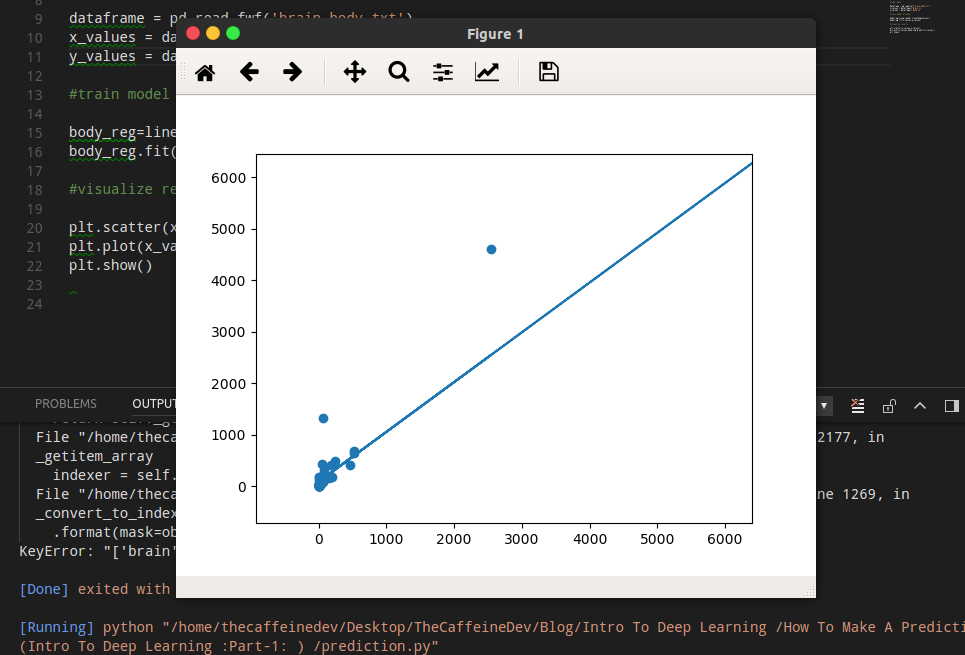 8
9 dataframe = pd.read_fwf('brain_body.txt')
10 x_values = da
11 y_values = da
12
13 #train model
14
15 body_reg=line
16 body_reg.fit(
17
18 #visualize re
19
20 plt.scatter(x
21 plt.plot(x_va
22 plt.show()
23
24
Figure 1
6000
5000
4000
3000
2000
1000
0
0 1000 2000 3000 4000 5000 6000
PROBLEMS OUTPUT
File "/home/theca 2177, in
_getitem_array
indexer = self.
File "/home/theca ne 1269, in
_convert_to_index
.format(mask=ob
KeyError: "['brain'
[Done] exited with
[Running] python "/home/thecaffeinedev/Desktop/TheCaffeineDev/Blog/Intro To Deep Learning /How To Make A Predicti
(Intro To Deep Learning :Part-1: ) /prediction.py"